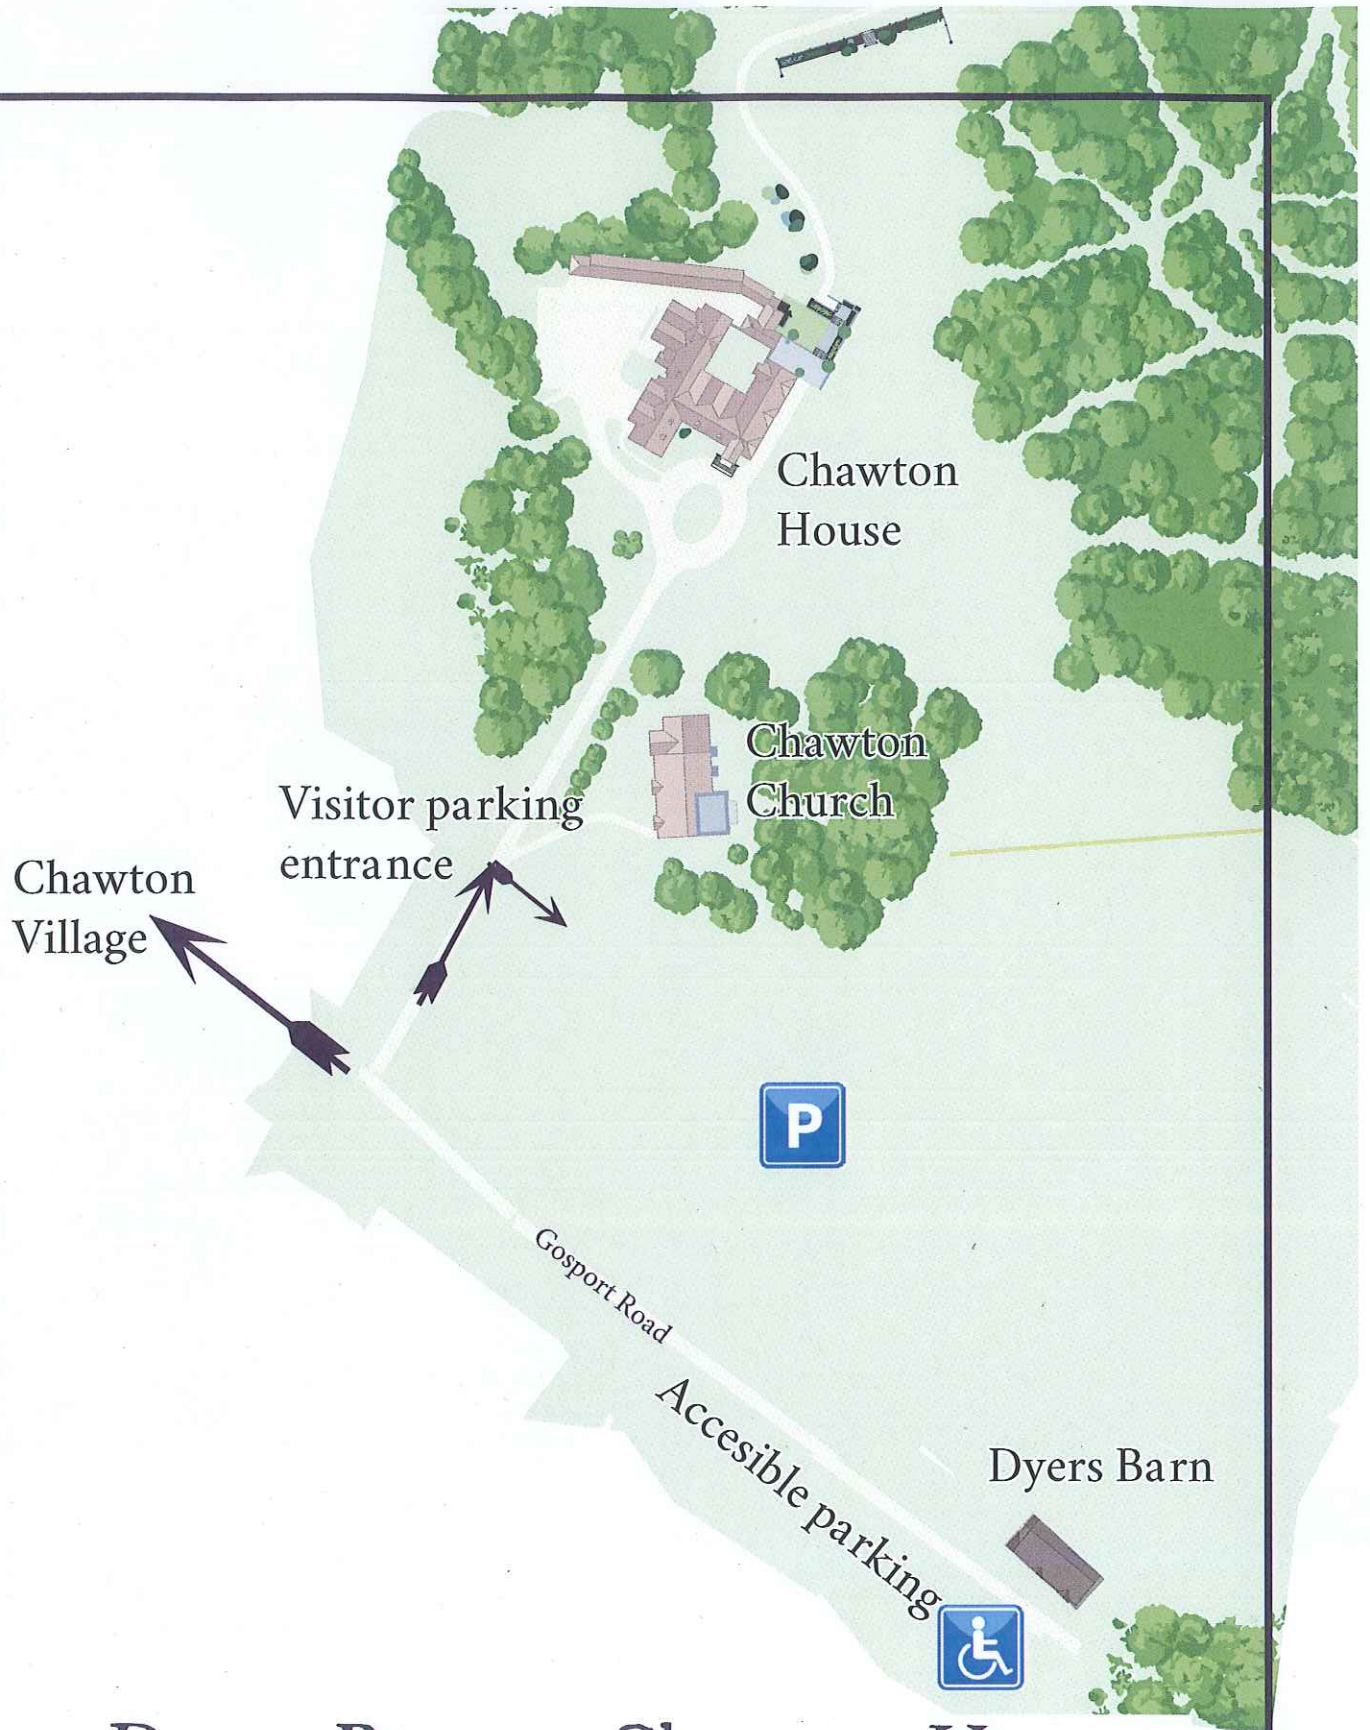 Chawton
House
Chawton
Church
Visitor parking
entrance
Chawton
Village
P
Gosport Road
Accesible parking
Dyers Barn